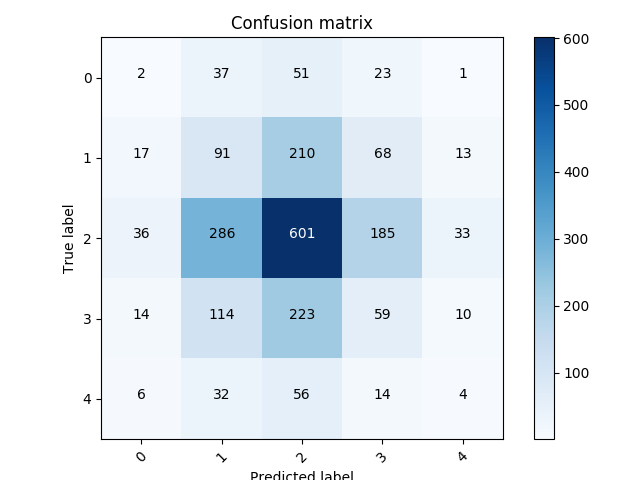 Confusion matrix
0 2 37 51 23 1
1 17 91 210 68 13
2 36 286 601 185 33
3 14 114 223 59 10
4 6 32 56 14 4
0 1 2 3 4
True label
Predicted label
600
500
400
300
200
100